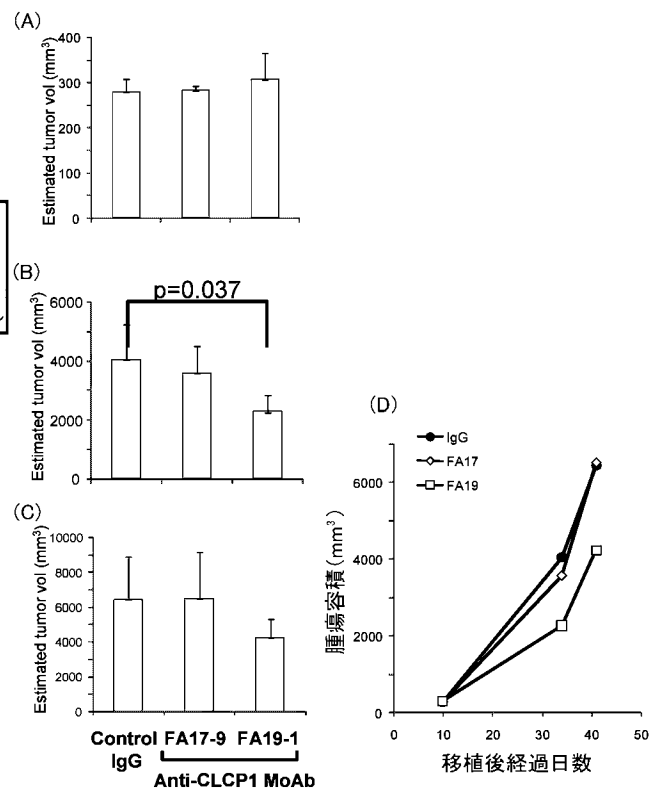 (A)
Estimated tumor vol (mm³)
400
300
200
100
0
(B)
p=0.037
Estimated tumor vol (mm³)
6000
4000
2000
0
(C)
Estimated tumor vol (mm³)
10000
8000
6000
4000
2000
0
Control IgG
FA17-9
FA19-1
Anti-CLCP1 MoAb
(D)
IgG
FA17
FA19
腫瘍容積(mm³)
6000
4000
2000
0
0 10 20 30 40 50
移植後経過日数